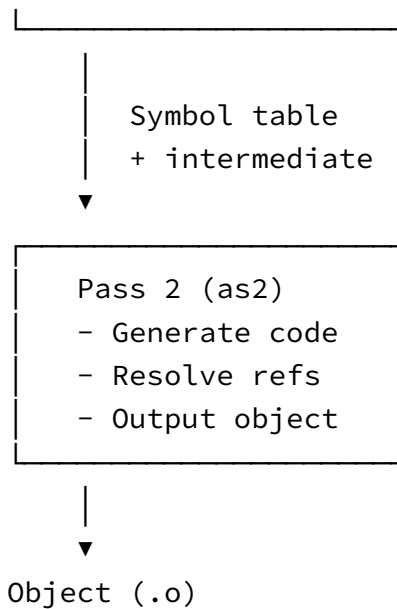 Symbol table
+ intermediate
Pass 2 (as2)
- Generate code
- Resolve refs
- Output object
Object (.o)